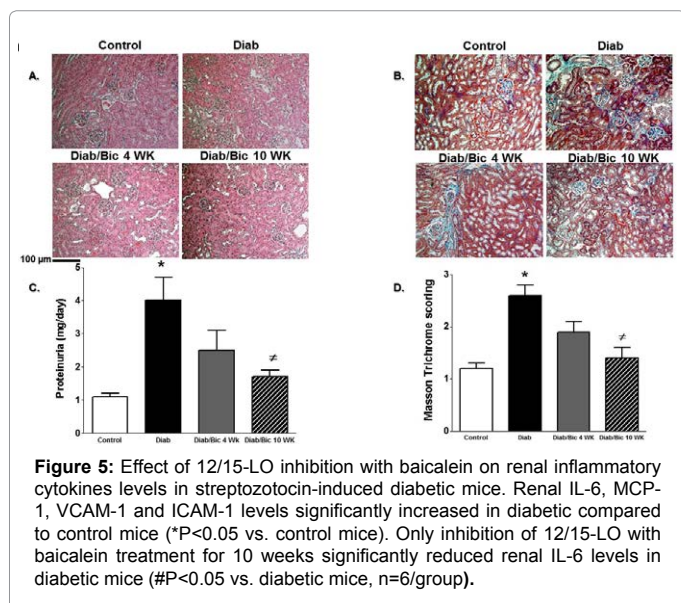 Control Diab
A.
Diab/Bic 4 WK Diab/Bic 10 WK
100 µm
Control Diab
B.
Diab/Bic 4 WK Diab/Bic 10 WK
C.
Proteinuria (mg/day)
5
4
3
2
1
0
*
≠
Control Diab Diab/Bic 4 Wk Diab/Bic 10 WK
D.
Masson Trichrome scoring
3
2
1
0
*
≠
Control Diab Diab/Bic 4 WK Diab/Bic 10 WK
Figure 5: Effect of 12/15-LO inhibition with baicalein on renal inflammatory
cytokines levels in streptozotocin-induced diabetic mice. Renal IL-6, MCP-
1, VCAM-1 and ICAM-1 levels significantly increased in diabetic compared
to control mice (*P<0.05 vs. control mice). Only inhibition of 12/15-LO with
baicalein treatment for 10 weeks significantly reduced renal IL-6 levels in
diabetic mice (#P<0.05 vs. diabetic mice, n=6/group).